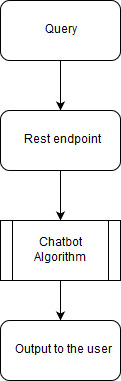 Query
Rest endpoint
Chatbot
Algorithm
Output to the user